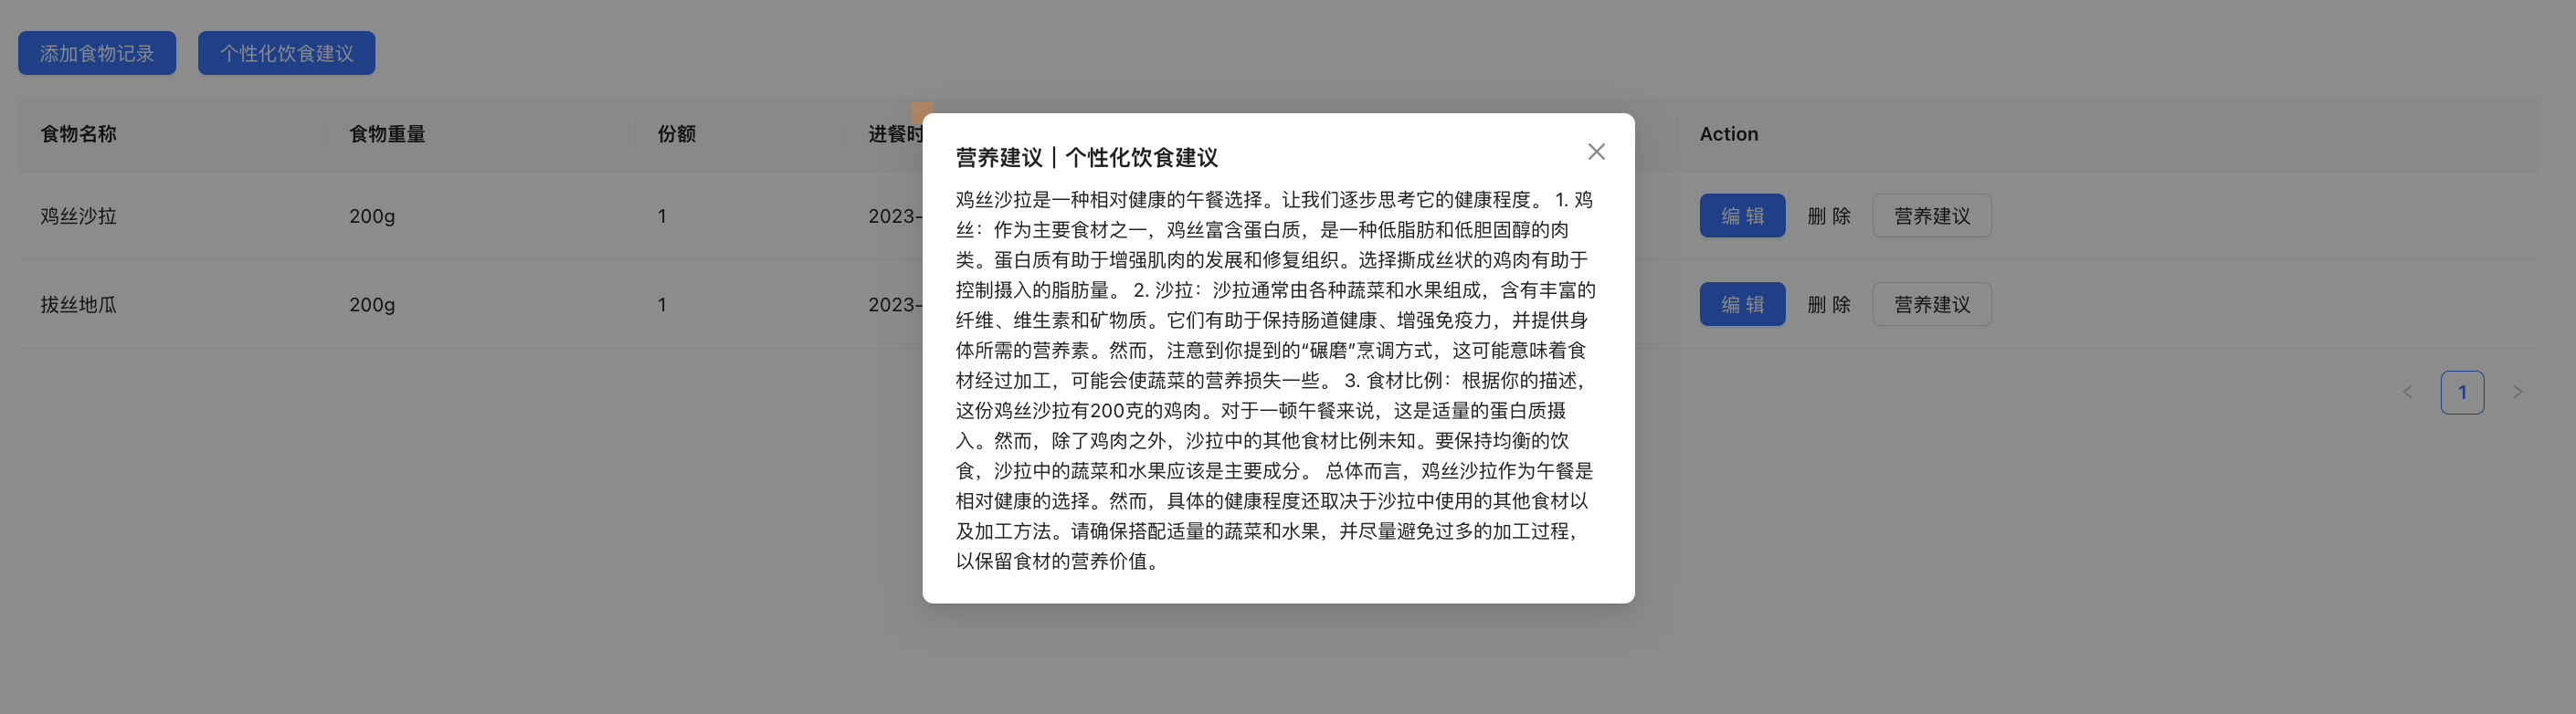 添加食物记录 个性化饮食建议
食物名称 食物重量 份额 进餐时 Action
鸡丝沙拉 200g 1 2023- 编 辑 删 除 营养建议
拔丝地瓜 200g 1 2023- 编 辑 删 除 营养建议
1
营养建议 | 个性化饮食建议
鸡丝沙拉是一种相对健康的午餐选择。让我们逐步思考它的健康程度。 1. 鸡
丝：作为主要食材之一，鸡丝富含蛋白质，是一种低脂肪和低胆固醇的肉
类。蛋白质有助于增强肌肉的发展和修复组织。选择撕成丝状的鸡肉有助于
控制摄入的脂肪量。 2. 沙拉：沙拉通常由各种蔬菜和水果组成，含有丰富的
纤维、维生素和矿物质。它们有助于保持肠道健康、增强免疫力，并提供身
体所需的营养素。然而，注意到你提到的“碾磨”烹调方式，这可能意味着食
材经过加工，可能会使蔬菜的营养损失一些。 3. 食材比例：根据你的描述，
这份鸡丝沙拉有200克的鸡肉。对于一顿午餐来说，这是适量的蛋白质摄
入。然而，除了鸡肉之外，沙拉中的其他食材比例未知。要保持均衡的饮
食，沙拉中的蔬菜和水果应该是主要成分。 总体而言，鸡丝沙拉作为午餐是
相对健康的选择。然而，具体的健康程度还取决于沙拉中使用的其他食材以
及加工方法。请确保搭配适量的蔬菜和水果，并尽量避免过多的加工过程，
以保留食材的营养价值。